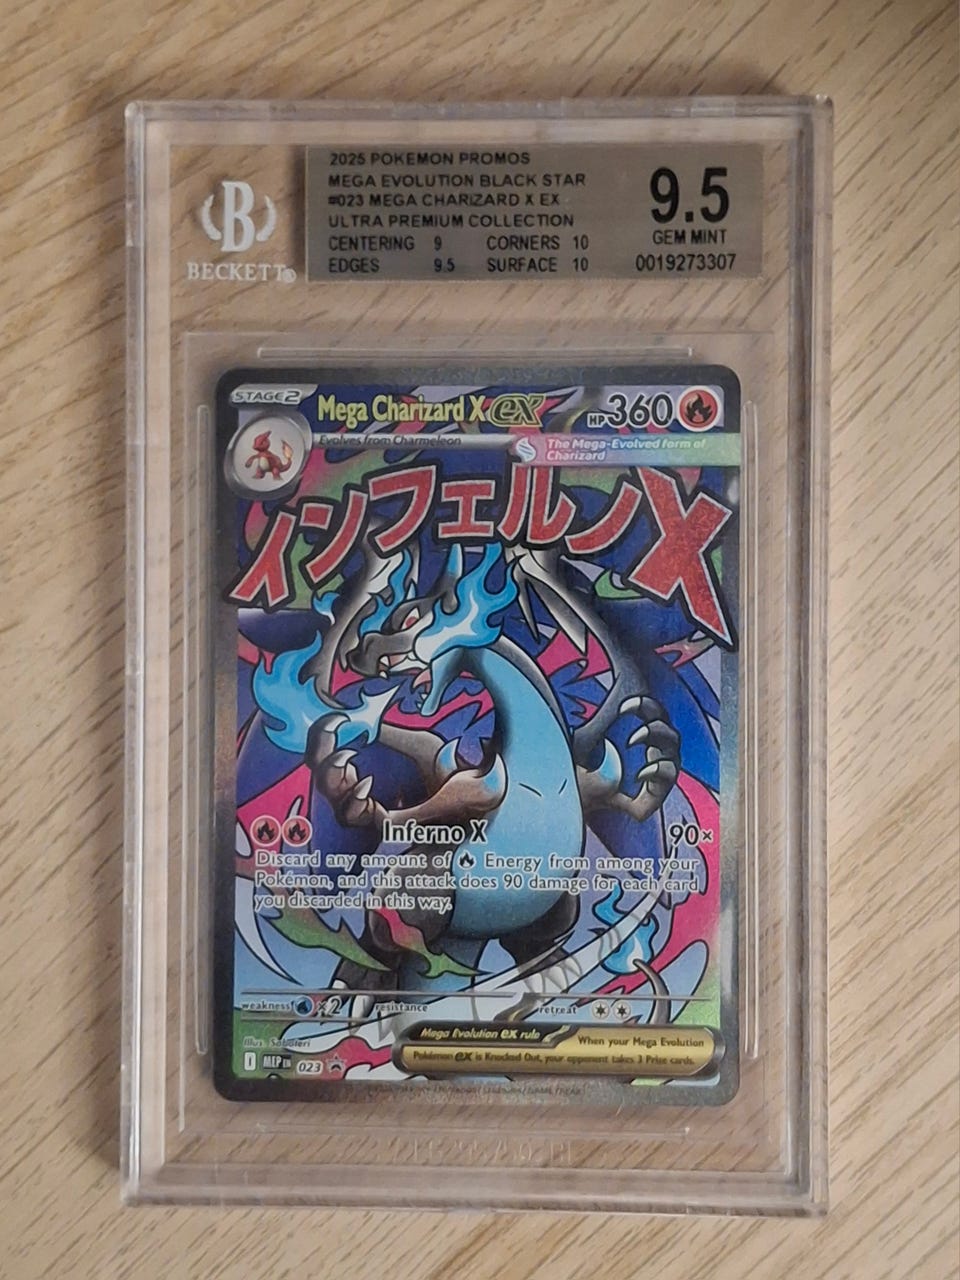 2025 POKEMON PROMOS
MEGA EVOLUTION BLACK STAR
#023 MEGA CHARIZARD X EX
ULTRA PREMIUM COLLECTION
CENTERING 9 CORNERS 10
EDGES 9.5 SURFACE 10
9.5
GEM MINT
0019273307
B
BECKETT®
STAGE2
Mega Charizard X ex
HP360
Evolves from Charmeleon
The Mega-Evolved form of
Charizard
インフェルノX
Inferno X 90×
Discard any amount of Energy from among your
Pokémon, and this attack does 90 damage for each card
you discarded in this way.
weakness ×2 resistance retreat
Illus. Saboteri
I MEP EN 023
Mega Evolution ex rule When your Mega Evolution
Pokémon ex is Knocked Out, your opponent takes 3 Prize cards.